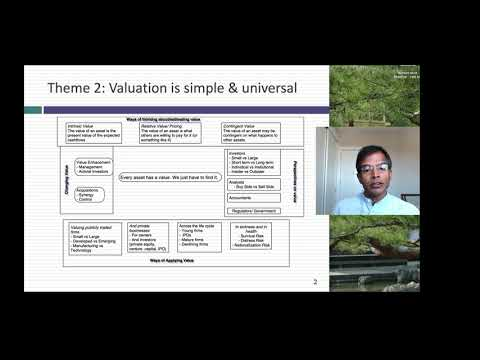 Theme 2: Valuation is simple & universal
Ways of thinking about/estimating value
Intrinsic Value
The value of an asset is the
present value of the expected
cashflows
Relative Value/ Pricing
The value of an asset is what
others are willing to pay for it (or
something like it)
Contingent Value
The value of an asset may be
contingent on what happens to
other assets.
Changing Value
Value Enhancement
- Management
- Activist Investors
Acquisitions
- Synergy
- Control
Every asset has a value. We just have to find it.
Investors
- Small vs Large
- Short term vs Long term
- Individual vs Institutional
- Insider vs Outsider
Analysts
- Buy Side vs Sell Side
Accountants
Regulators/ Government
Perspectives on value
Valuing publicly traded
firms
- Small vs Large
- Developed vs Emerging
- Manufacturing vs
Technology
And private
businesses
- For owners
- And investors
(private equity,
venture capital, IPO)
Across the life cycle
- Young firms
- IPOs
- Mature firms
- Declining firms
In sickness and in
health
- Survival Risk
- Distress Risk
- Nationalization Risk
Ways of Applying Value
2